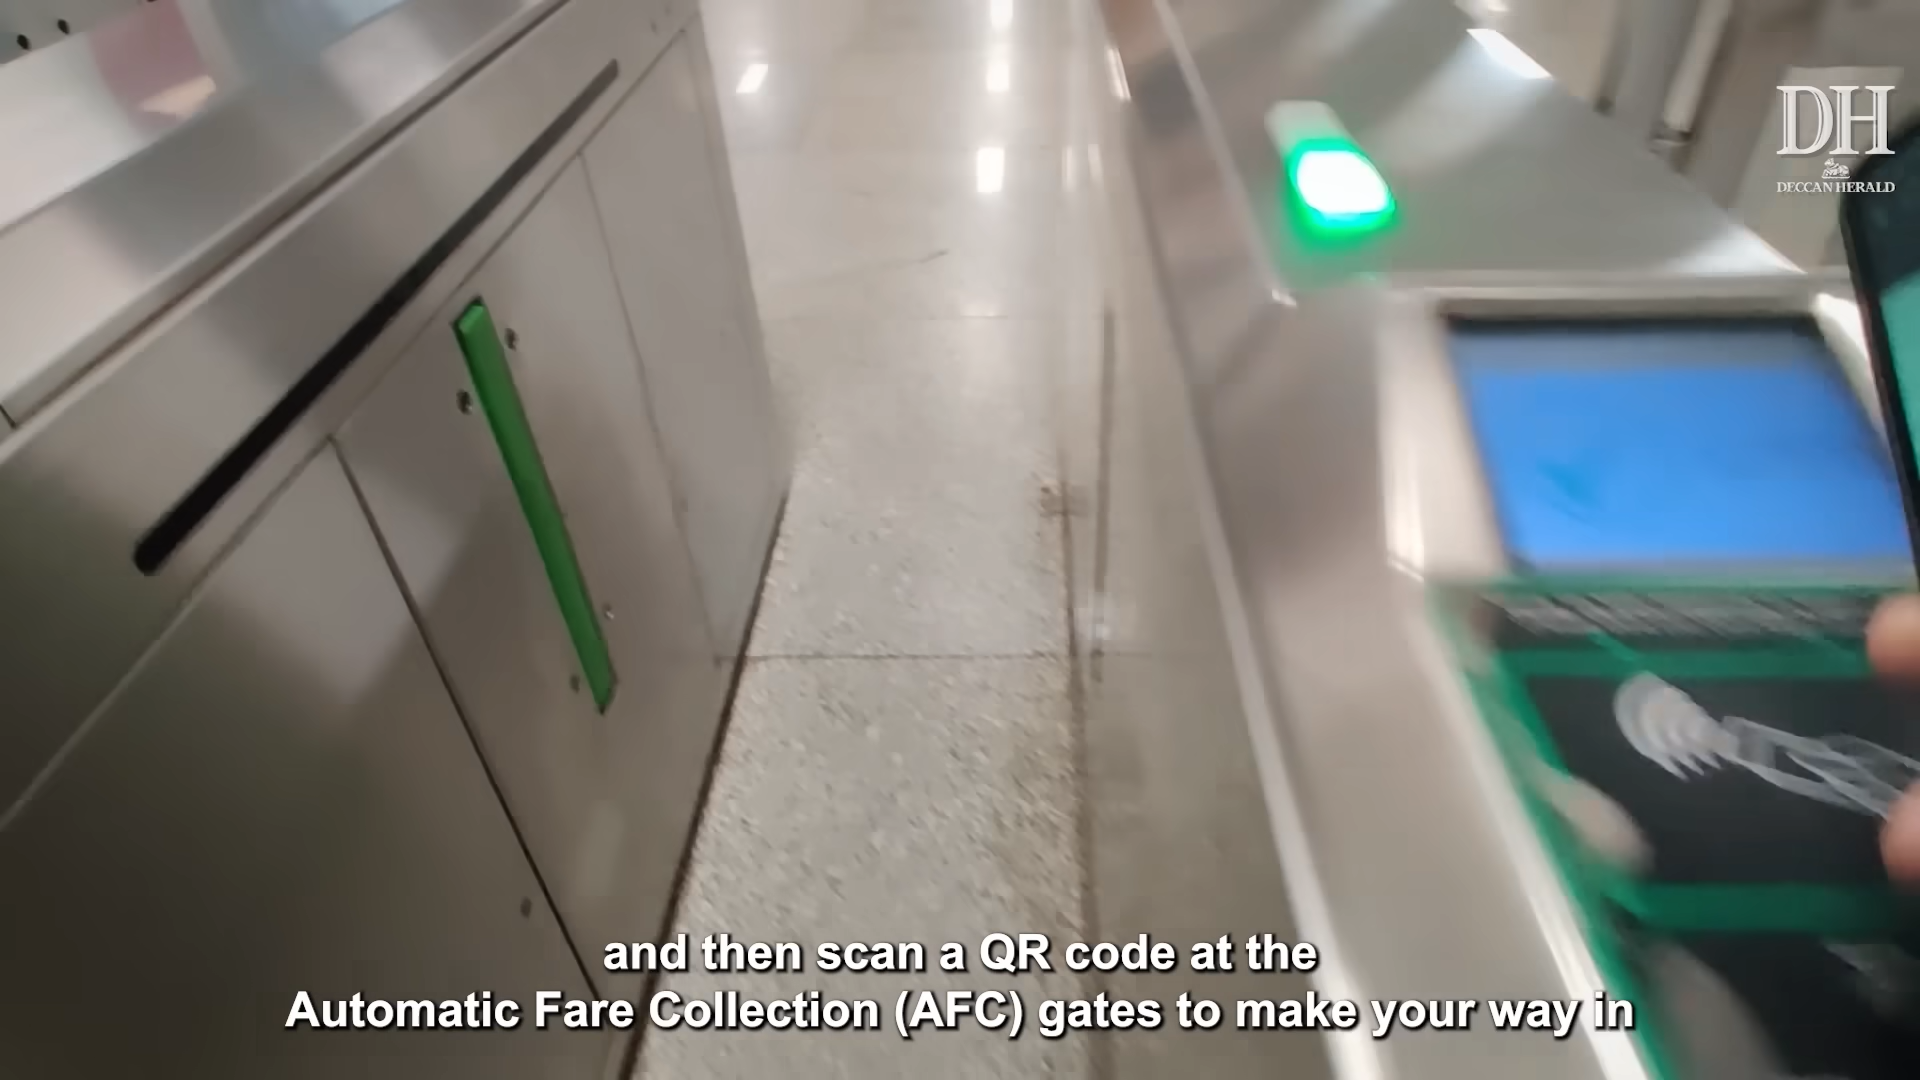 DH
DECCAN HERALD
and then scan a QR code at the
Automatic Fare Collection (AFC) gates to make your way in